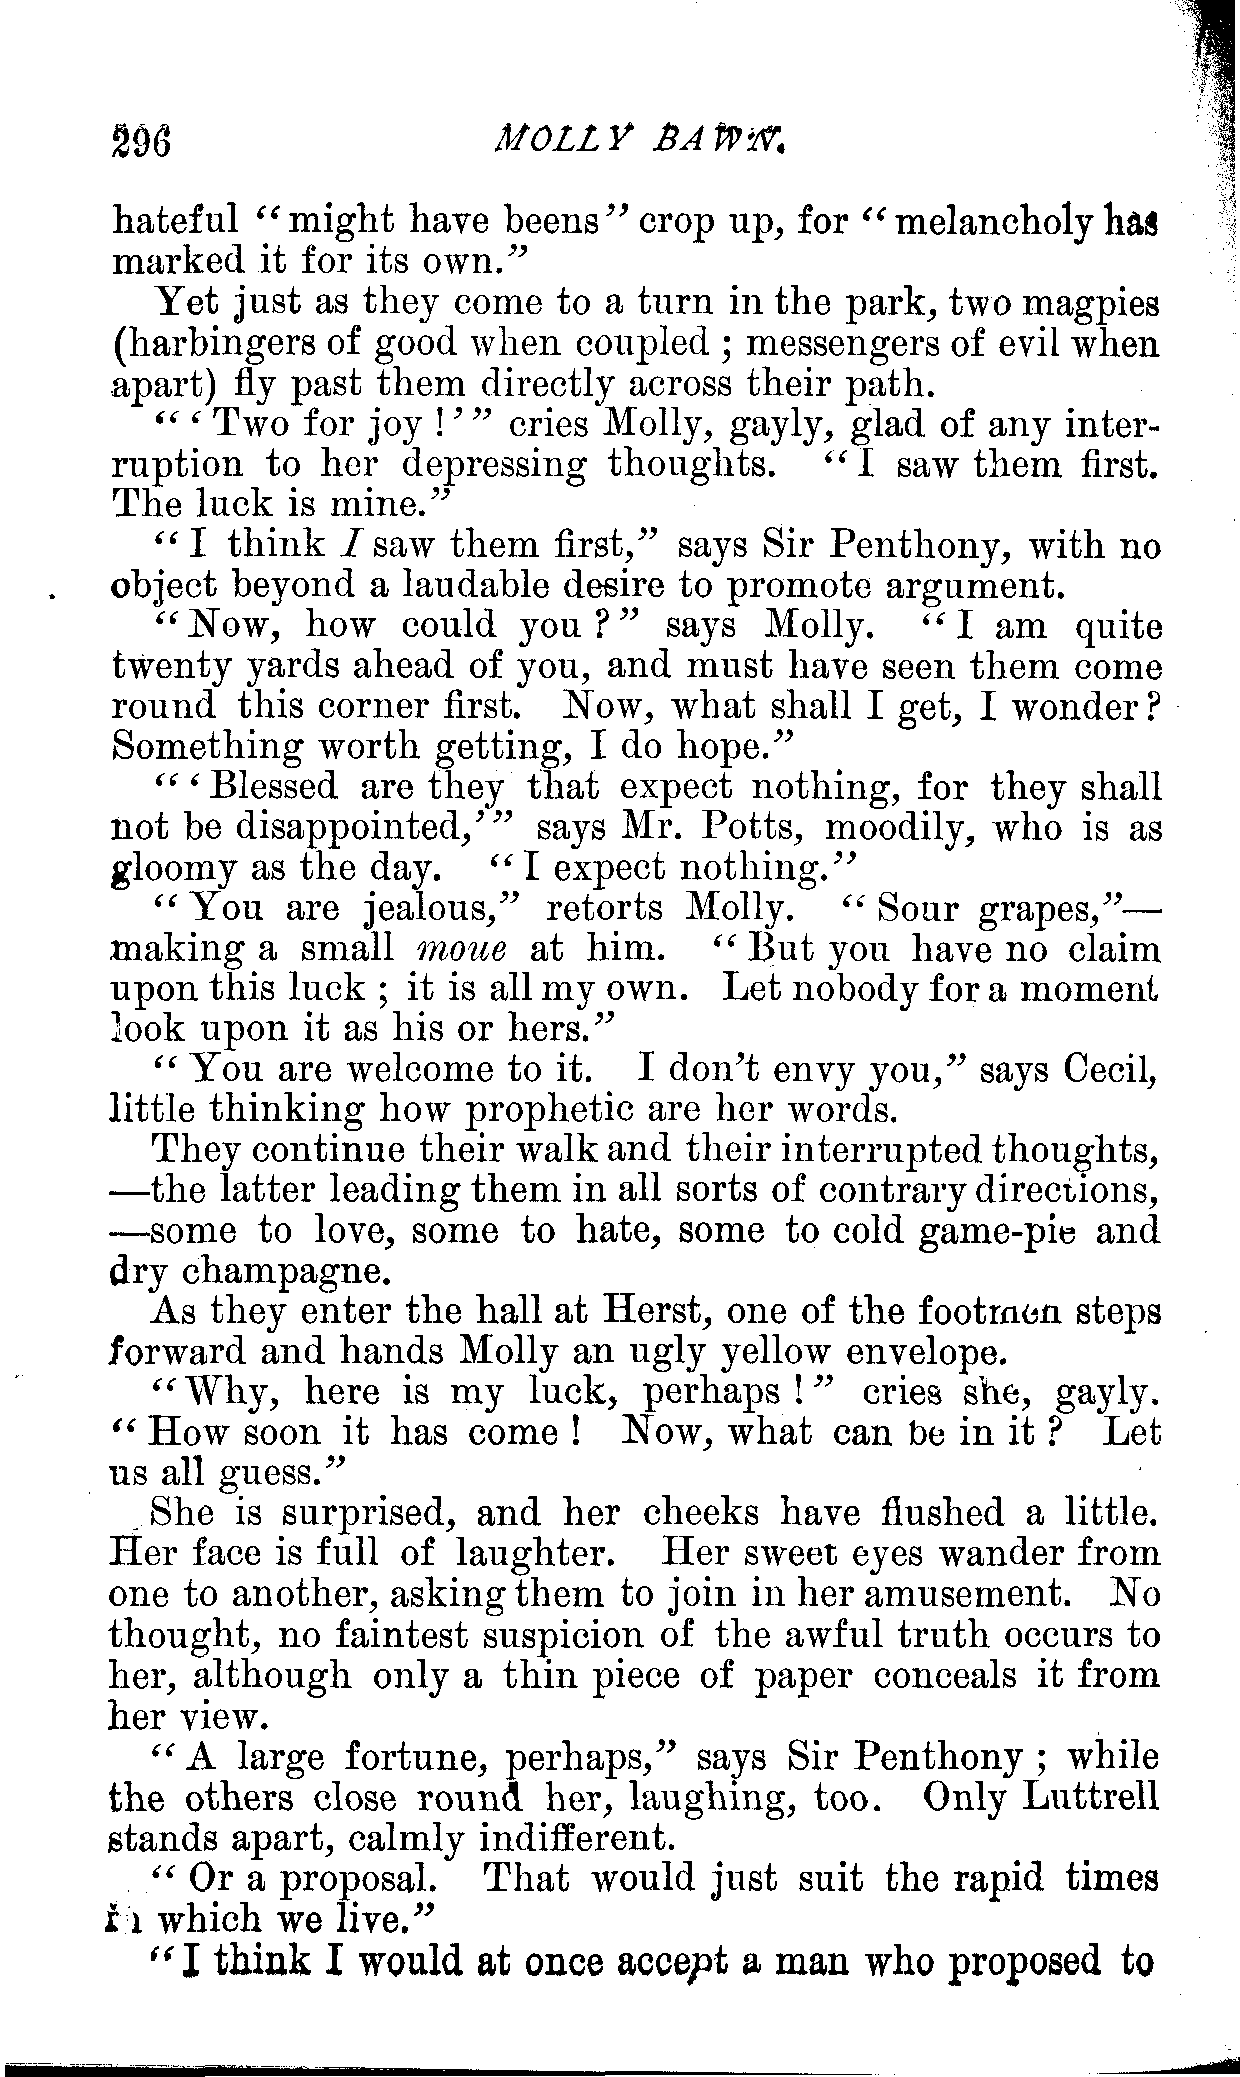 296 MOLLY BAWN.
hateful "might have beens" crop up, for "melancholy has
marked it for its own."
Yet just as they come to a turn in the park, two magpies
(harbingers of good when coupled ; messengers of evil when
apart) fly past them directly across their path.
" ' Two for joy ! ' " cries Molly, gayly, glad of any inter-
ruption to her depressing thoughts. "I saw them first.
The luck is mine."
"I think I saw them first," says Sir Penthony, with no
object beyond a laudable desire to promote argument.
"Now, how could you ?" says Molly. "I am quite
twenty yards ahead of you, and must have seen them come
round this corner first. Now, what shall I get, I wonder ?
Something worth getting, I do hope."
" ' Blessed are they that expect nothing, for they shall
not be disappointed,' " says Mr. Potts, moodily, who is as
gloomy as the day. "I expect nothing."
"You are jealous," retorts Molly. "Sour grapes,"—
making a small moue at him. "But you have no claim
upon this luck ; it is all my own. Let nobody for a moment
look upon it as his or hers."
"You are welcome to it. I don't envy you," says Cecil,
little thinking how prophetic are her words.
They continue their walk and their interrupted thoughts,
—the latter leading them in all sorts of contrary directions,
—some to love, some to hate, some to cold game-pie and
dry champagne.
As they enter the hall at Herst, one of the footmen steps
forward and hands Molly an ugly yellow envelope.
"Why, here is my luck, perhaps !" cries she, gayly.
"How soon it has come ! Now, what can be in it ? Let
us all guess."
She is surprised, and her cheeks have flushed a little.
Her face is full of laughter. Her sweet eyes wander from
one to another, asking them to join in her amusement. No
thought, no faintest suspicion of the awful truth occurs to
her, although only a thin piece of paper conceals it from
her view.
"A large fortune, perhaps," says Sir Penthony ; while
the others close round her, laughing, too. Only Luttrell
stands apart, calmly indifferent.
"Or a proposal. That would just suit the rapid times
in which we live."
"I think I would at once accept a man who proposed to